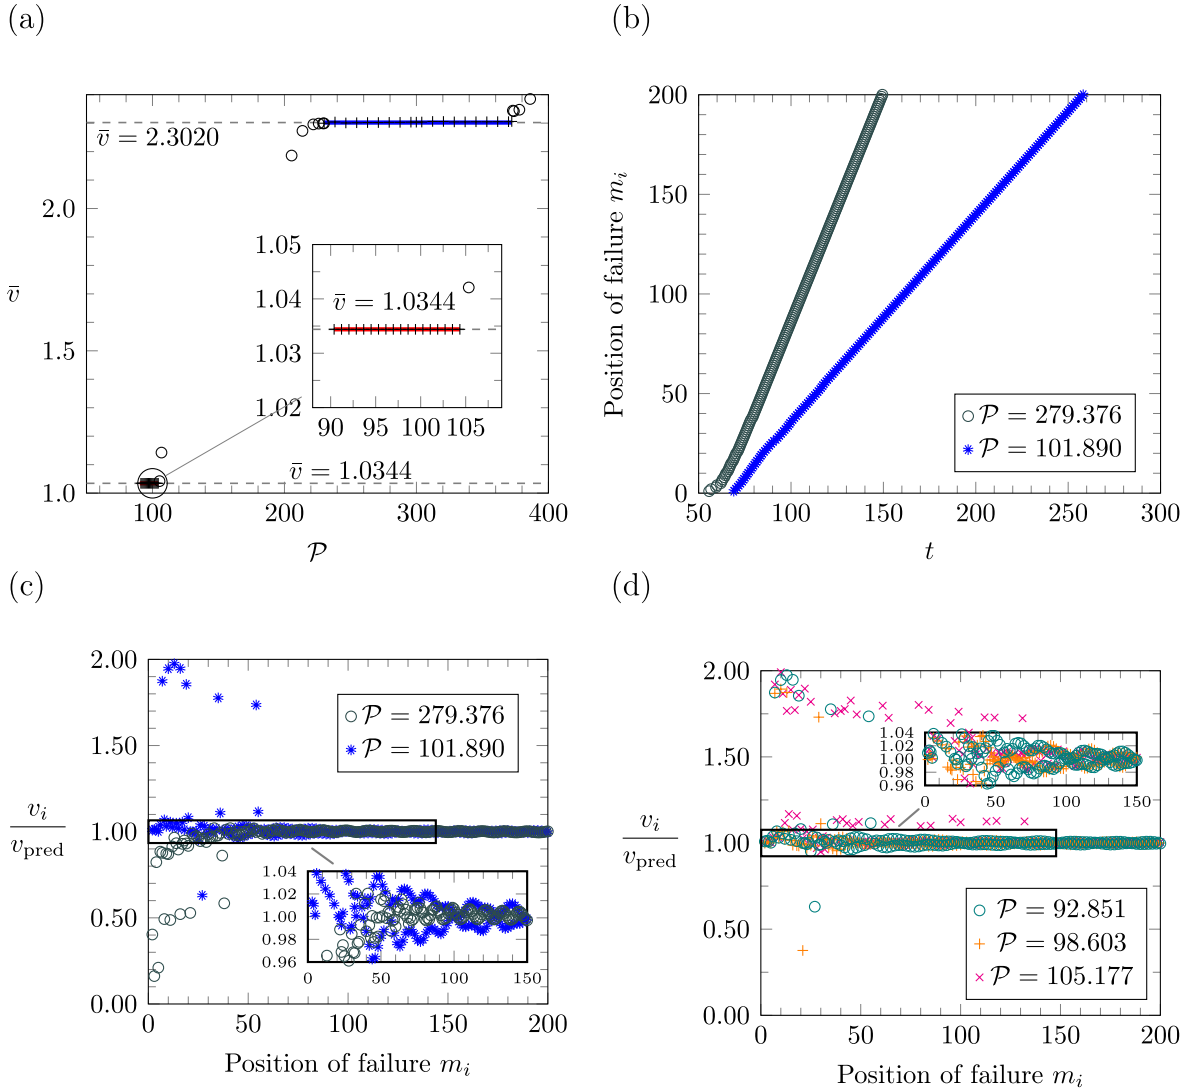 (a)
v̄ = 2.3020
2.0
1.5
1.0
v̄
1.05
1.04
1.03
1.02
v̄ = 1.0344
90 95 100 105
v̄ = 1.0344
100 200 300 400
𝒫
(b)
200
150
100
50
0
Position of failure mᵢ
𝒫 = 279.376
𝒫 = 101.890
50 100 150 200 250 300
t
(c)
2.00
1.50
1.00
0.50
0.00
vᵢ
vpred
𝒫 = 279.376
𝒫 = 101.890
1.04
1.02
1.00
0.98
0.96
0 50 100 150
0 50 100 150 200
Position of failure mᵢ
(d)
2.00
1.50
1.00
0.50
0.00
vᵢ
vpred
1.04
1.02
1.00
0.98
0.96
0 50 100 150
𝒫 = 92.851
𝒫 = 98.603
𝒫 = 105.177
0 50 100 150 200
Position of failure mᵢ